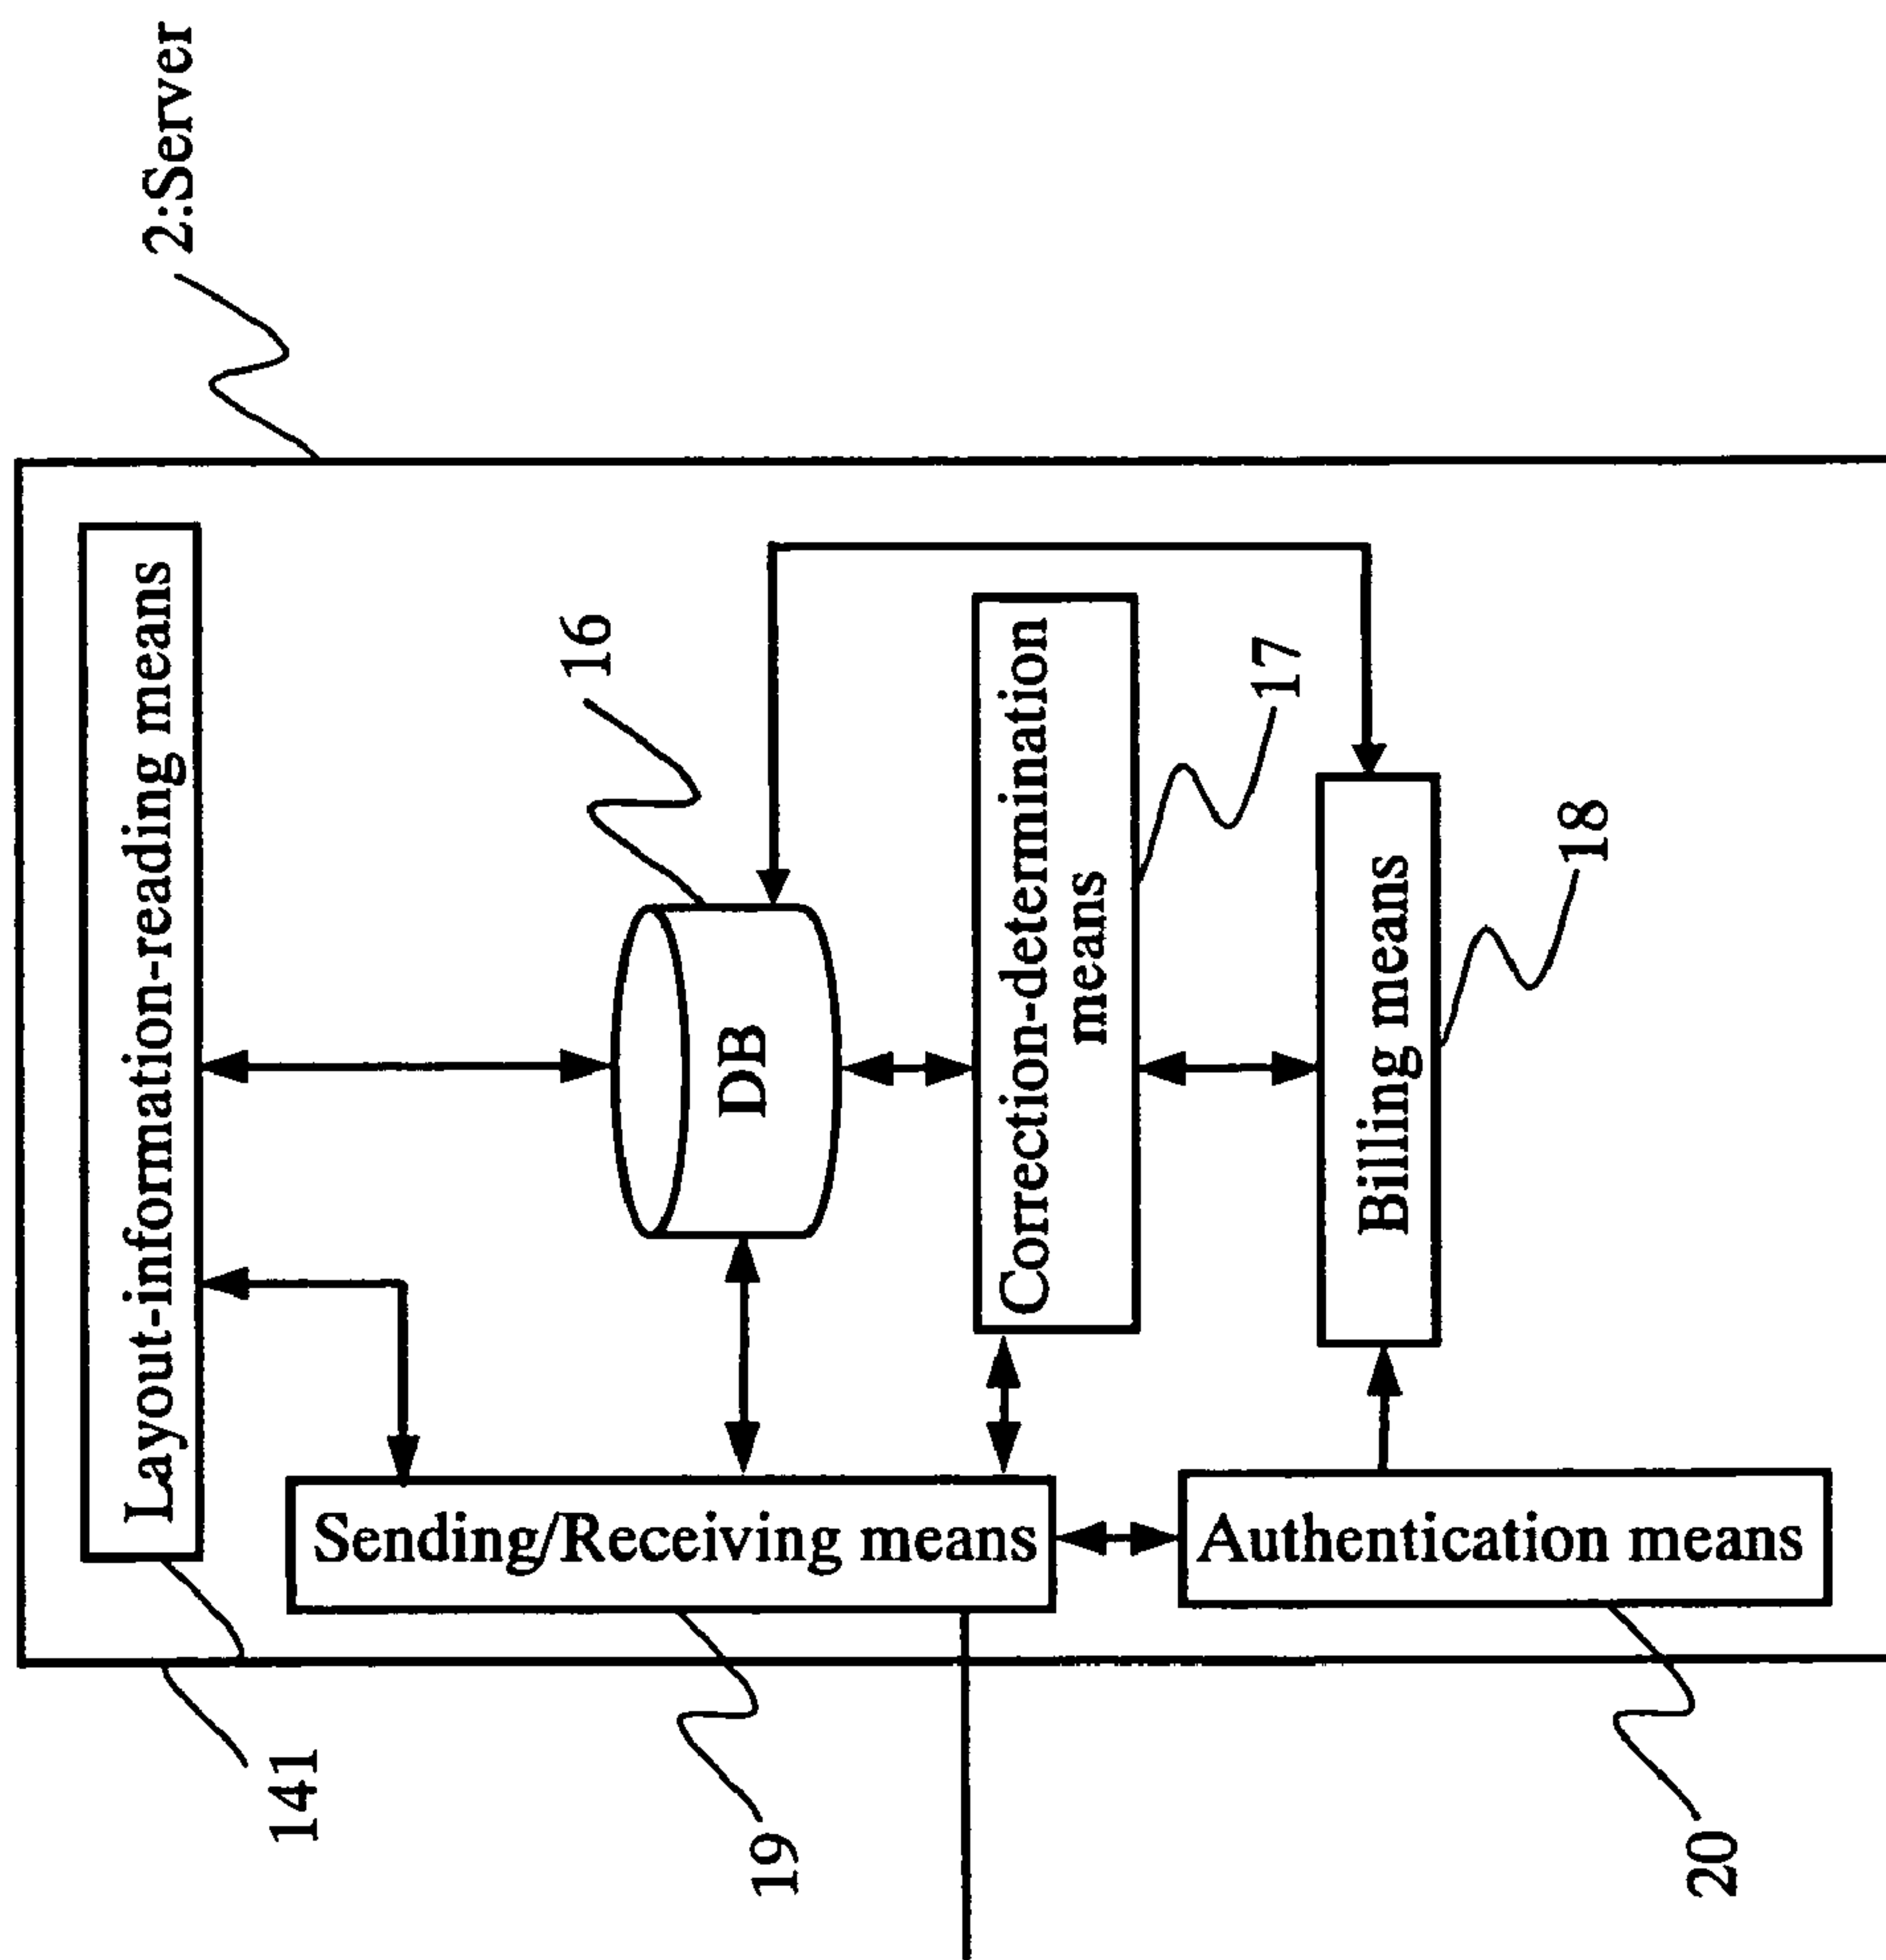 2:Server
Layout-information-reading means
141
16
DB
Sending/Receiving means
19
Correction-determination
means
17
Billing means
18
Authentication means
20